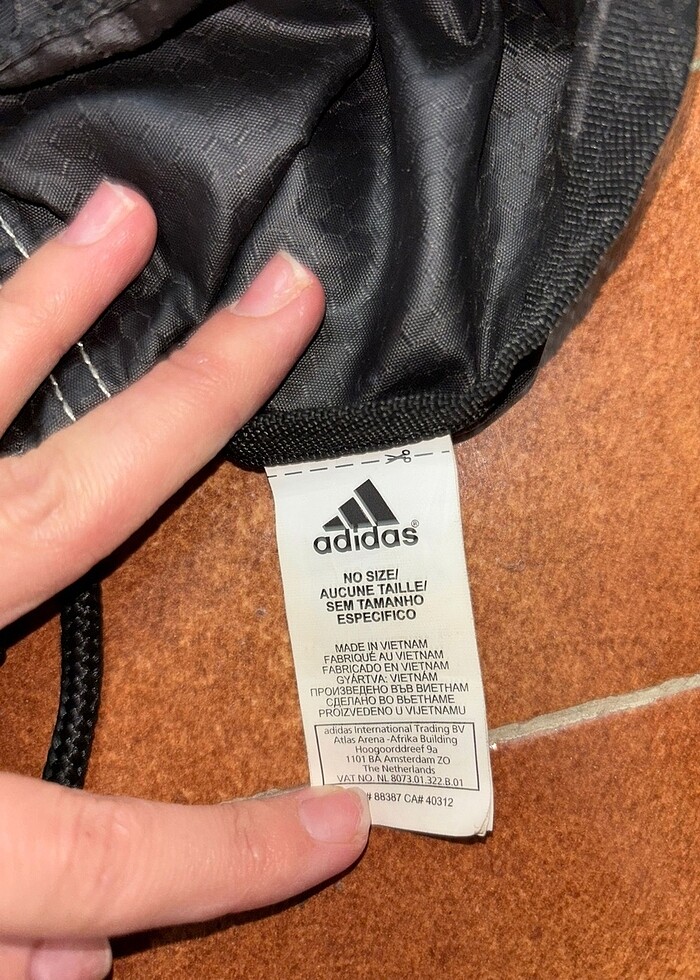 adidas®
NO SIZE/
AUCUNE TAILLE/
SEM TAMANHO
ESPECIFICO
MADE IN VIETNAM
FABRIQUÉ AU VIETNAM
FABRICADO EN VIETNAM
GYÁRTVA: VIETNÁM
ПРОИЗВЕДЕНО ВЪВ ВИЕТНАМ
СДЕЛАНО ВО ВЬЕТНАМЕ
PROIZVEDENO U VIJETNAMU
adidas International Trading BV
Atlas Arena -Afrika Building
Hoogoorddreef 9a
1101 BA Amsterdam ZO
The Netherlands
VAT NO. NL 8073.01.322.B.01
# 88387 CA# 40312